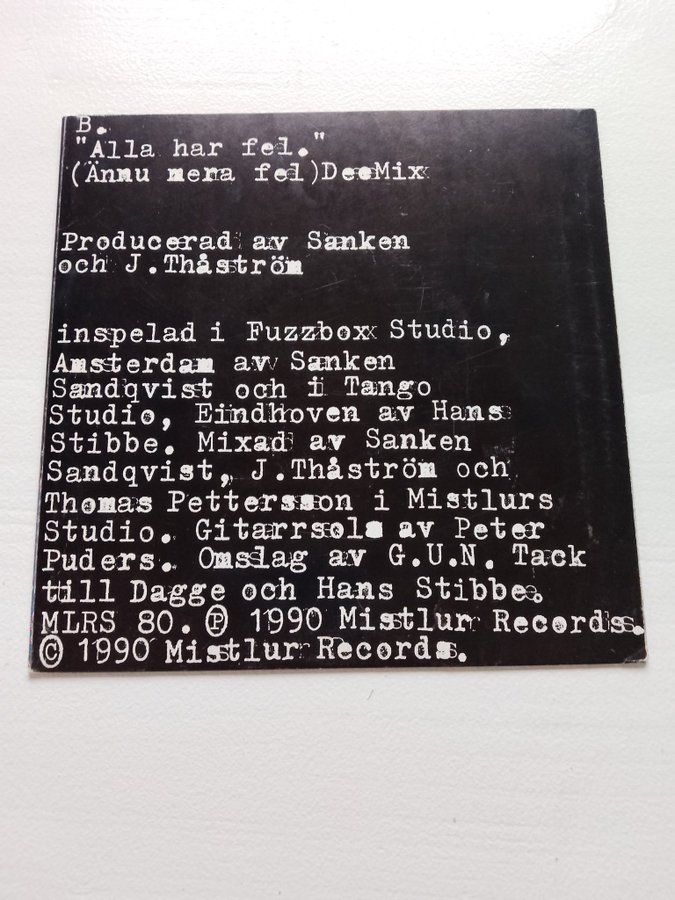 B.
"Alla har fel."
(Ännu mera fel)DeeMix
Producerad av Sanken
och J.Thåström
inspelad i Fuzzbox Studio,
Amsterdam av Sanken
Sandqvist och i Tango
Studio, Eindhoven av Hans
Stibbe. Mixad av Sanken
Sandqvist, J.Thåström och
Thomas Pettersson i Mistlurs
Studio. Gitarrsolo av Peter
Puders. Omslag av G.U.N. Tack
till Dagge och Hans Stibbe.
MLRS 80. ℗ 1990 Mistlur Records.
© 1990 Mistlur Records.